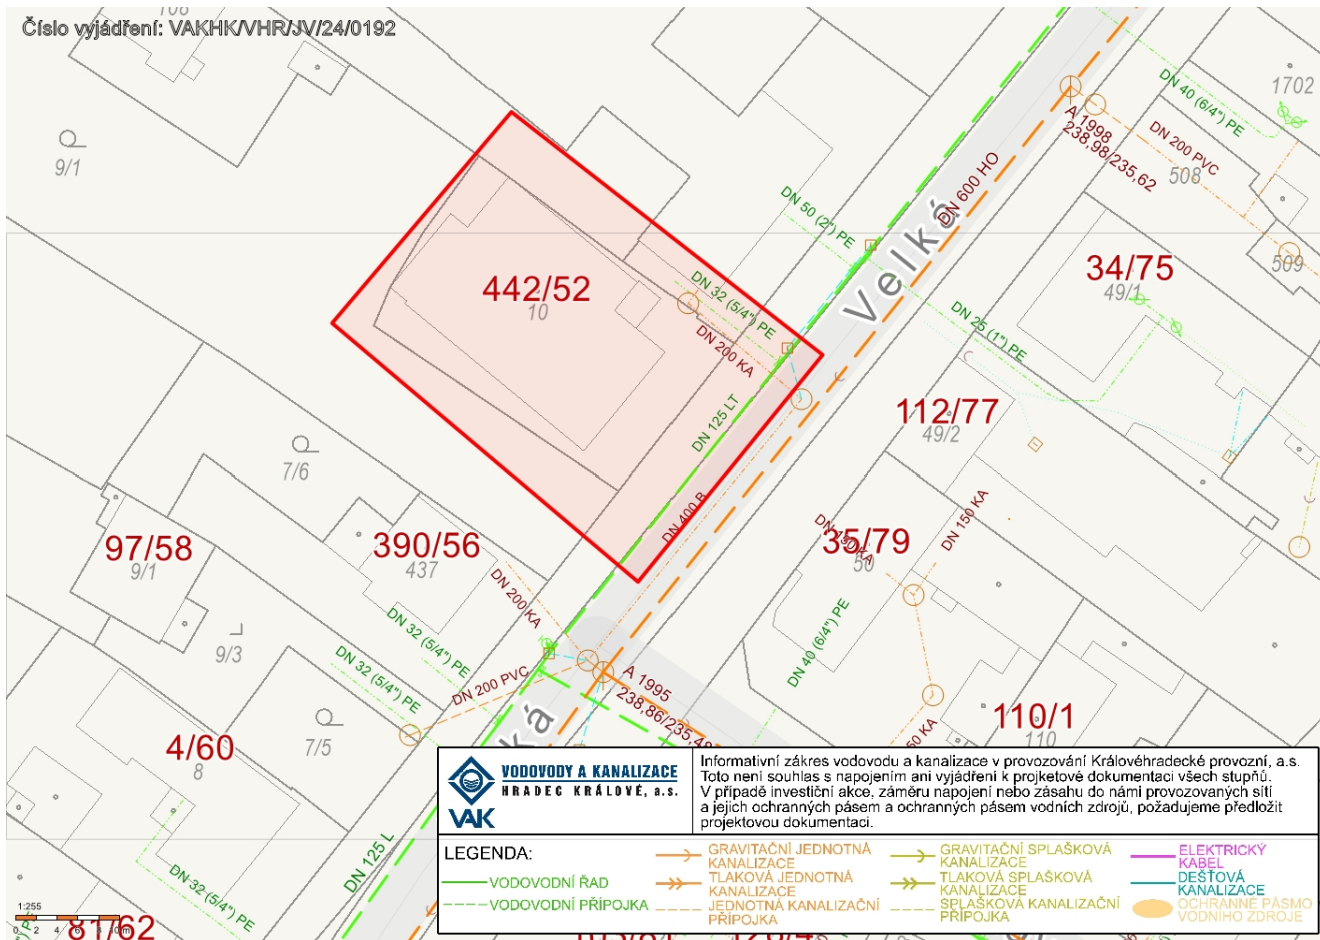 Číslo vyjádření: VAKHK/VHR/JV/24/0192
108
9/1
DN 40 (6/4") PE
1702
A 1998
238,98/235,62
DN 200 PVC
508
509
DN 600 HO
Velká
DN 50 (2") PE
34/75
49/1
442/52
10
DN 32 (5/4") PE
DN 200 KA
DN 25 (1") PE
DN 125 LT
112/77
49/2
7/6
DN 400 B
DN 150 KA
35/79
50
97/58
9/1
390/56
437
DN 200 KA
DN 32 (5/4") PE
DN 40 (6/4") PE
9/3
DN 32 (5/4") PE
DN 200 PVC
A 1995
238,86/235,48
4/60
8
7/5
110/1
110
50 KA
DN 125 L
DN 32 (5/4") PE
81/62
1:255
0 2 4 6 8 10m
VODOVODY A KANALIZACE
HRADEC KRÁLOVÉ, a.s.
VAK
Informativní zákres vodovodu a kanalizace v provozování Královéhradecké provozní, a.s.
Toto není souhlas s napojením ani vyjádření k projketové dokumentaci všech stupňů.
V případě investiční akce, záměru napojení nebo zásahu do námi provozovaných sítí
a jejich ochranných pásem a ochranných pásem vodních zdrojů, požadujeme předložit
projektovou dokumentaci.
LEGENDA:
VODOVODNÍ ŘAD
VODOVODNÍ PŘÍPOJKA
GRAVITAČNÍ JEDNOTNÁ
KANALIZACE
TLAKOVÁ JEDNOTNÁ
KANALIZACE
JEDNOTNÁ KANALIZAČNÍ
PŘÍPOJKA
GRAVITAČNÍ SPLAŠKOVÁ
KANALIZACE
TLAKOVÁ SPLAŠKOVÁ
KANALIZACE
SPLAŠKOVÁ KANALIZAČNÍ
PŘÍPOJKA
ELEKTRICKÝ
KABEL
DEŠŤOVÁ
KANALIZACE
OCHRANNÉ PÁSMO
VODNÍHO ZDROJE